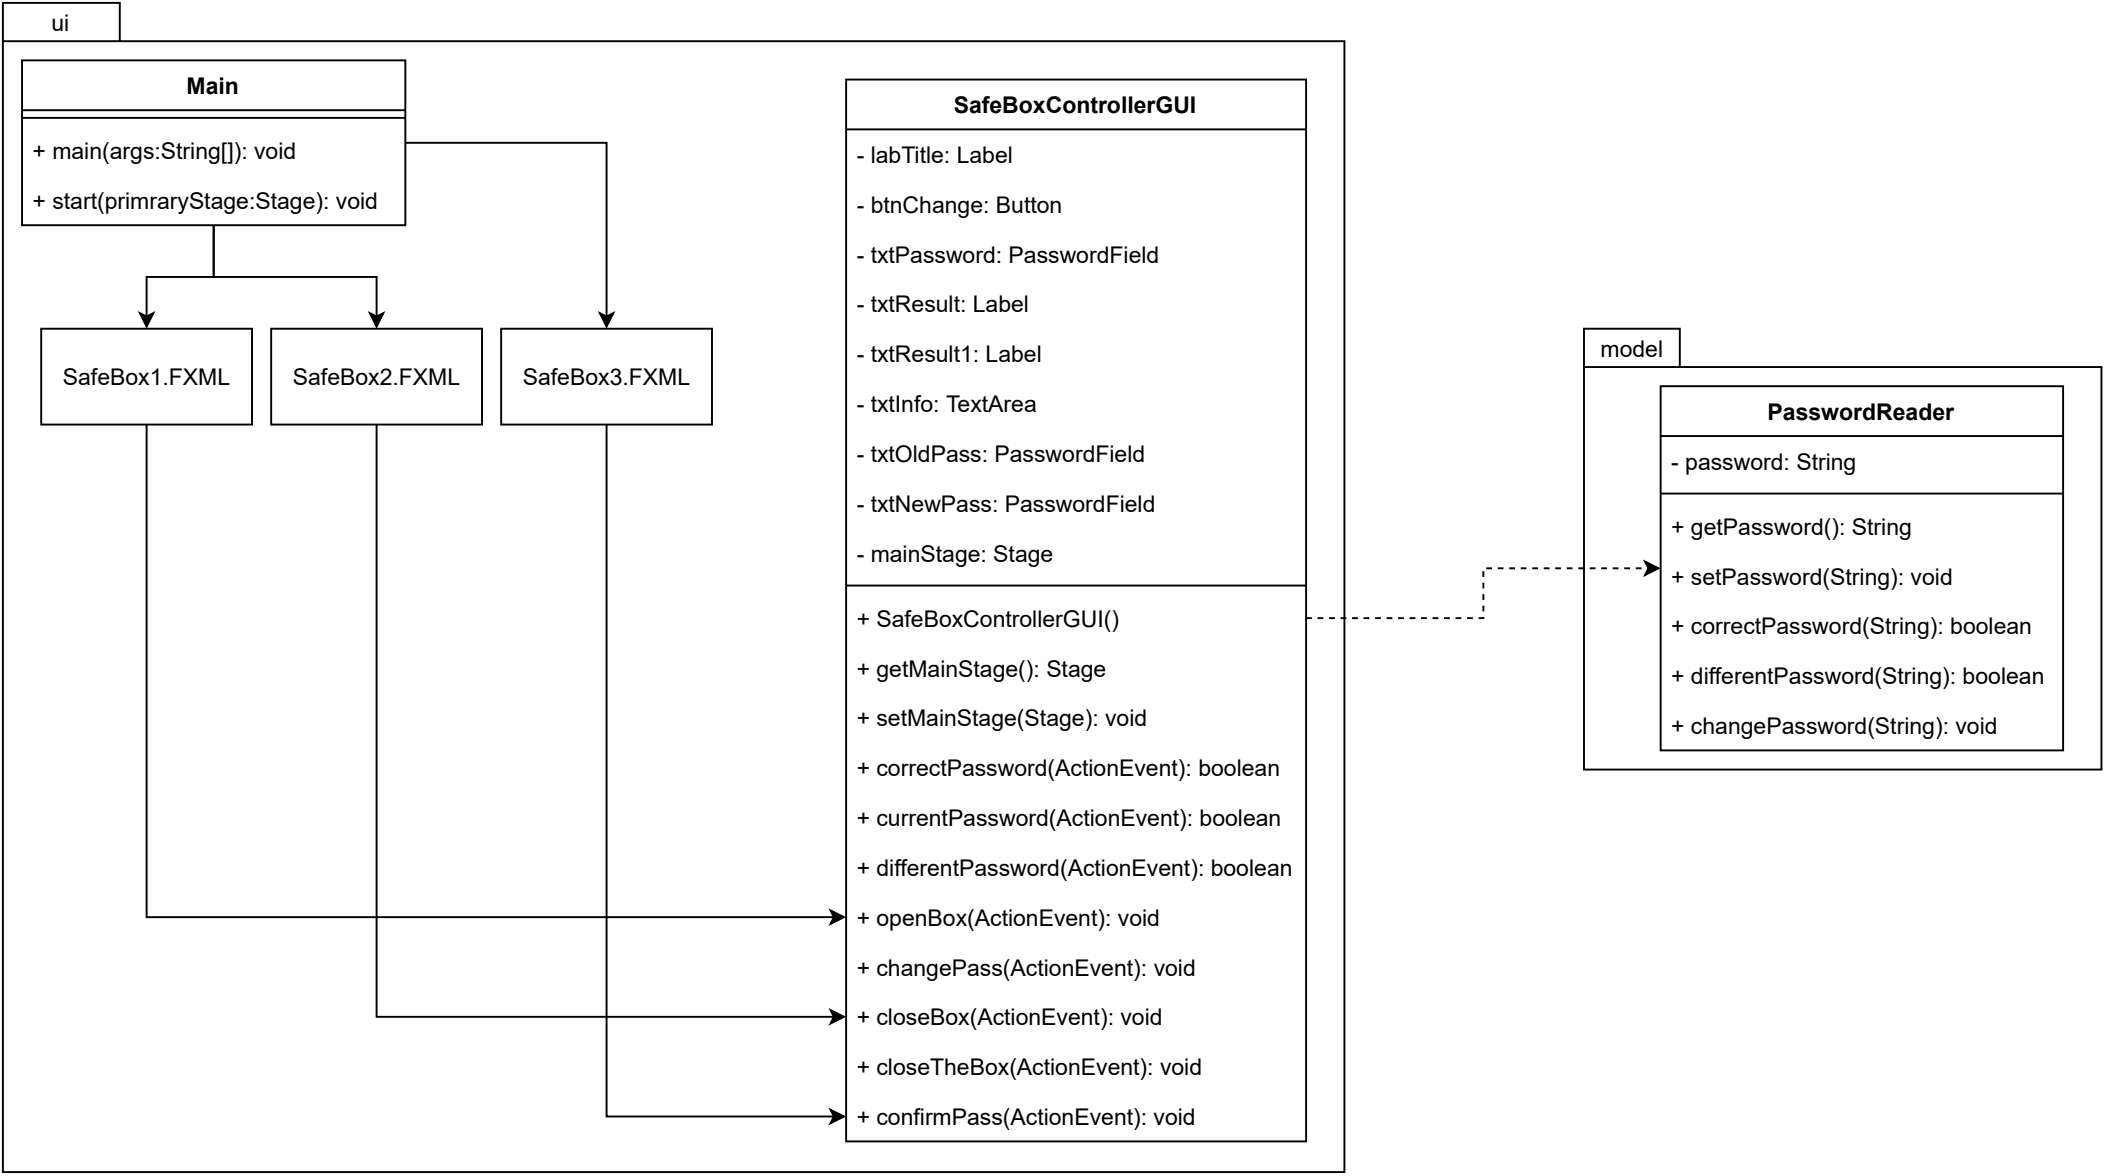 ui
Main
+ main(args:String[]): void
+ start(primraryStage:Stage): void
SafeBox1.FXML
SafeBox2.FXML
SafeBox3.FXML
SafeBoxControllerGUI
- labTitle: Label
- btnChange: Button
- txtPassword: PasswordField
- txtResult: Label
- txtResult1: Label
- txtInfo: TextArea
- txtOldPass: PasswordField
- txtNewPass: PasswordField
- mainStage: Stage
+ SafeBoxControllerGUI()
+ getMainStage(): Stage
+ setMainStage(Stage): void
+ correctPassword(ActionEvent): boolean
+ currentPassword(ActionEvent): boolean
+ differentPassword(ActionEvent): boolean
+ openBox(ActionEvent): void
+ changePass(ActionEvent): void
+ closeBox(ActionEvent): void
+ closeTheBox(ActionEvent): void
+ confirmPass(ActionEvent): void
model
PasswordReader
- password: String
+ getPassword(): String
+ setPassword(String): void
+ correctPassword(String): boolean
+ differentPassword(String): boolean
+ changePassword(String): void